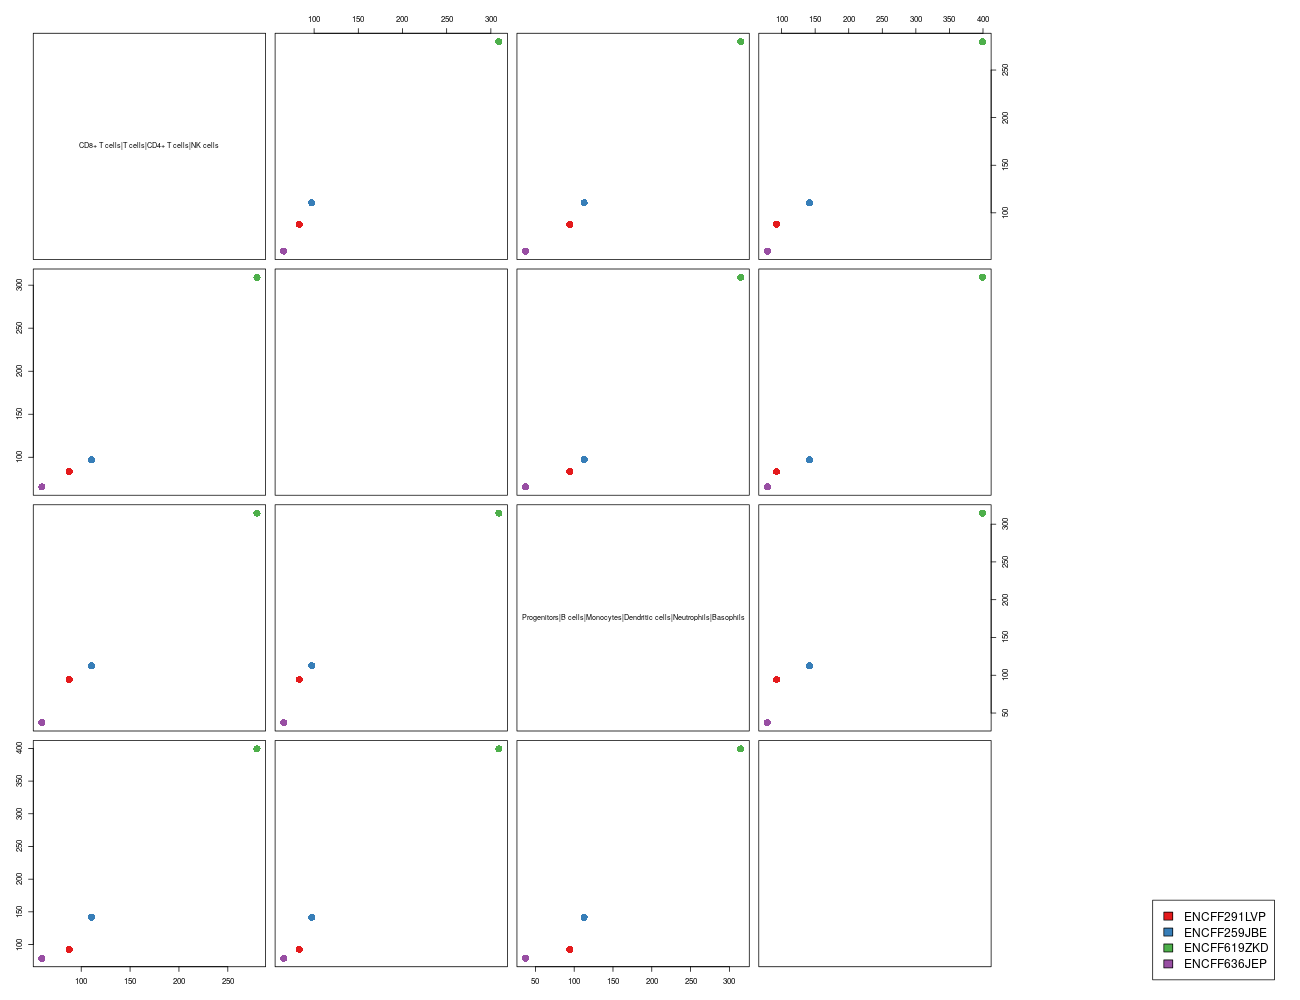 100 150 200 250 300
100 150 200 250 300 350 400
CD8+ T cells|T cells|CD4+ T cells|NK cells
250
200
150
100
300
250
200
150
100
Progenitors|B cells|Monocytes|Dendritic cells|Neutrophils|Basophils
300
250
200
150
100
50
400
350
300
250
200
150
100
100 150 200 250
50 100 150 200 250 300
ENCFF291LVP
ENCFF259JBE
ENCFF619ZKD
ENCFF636JEP